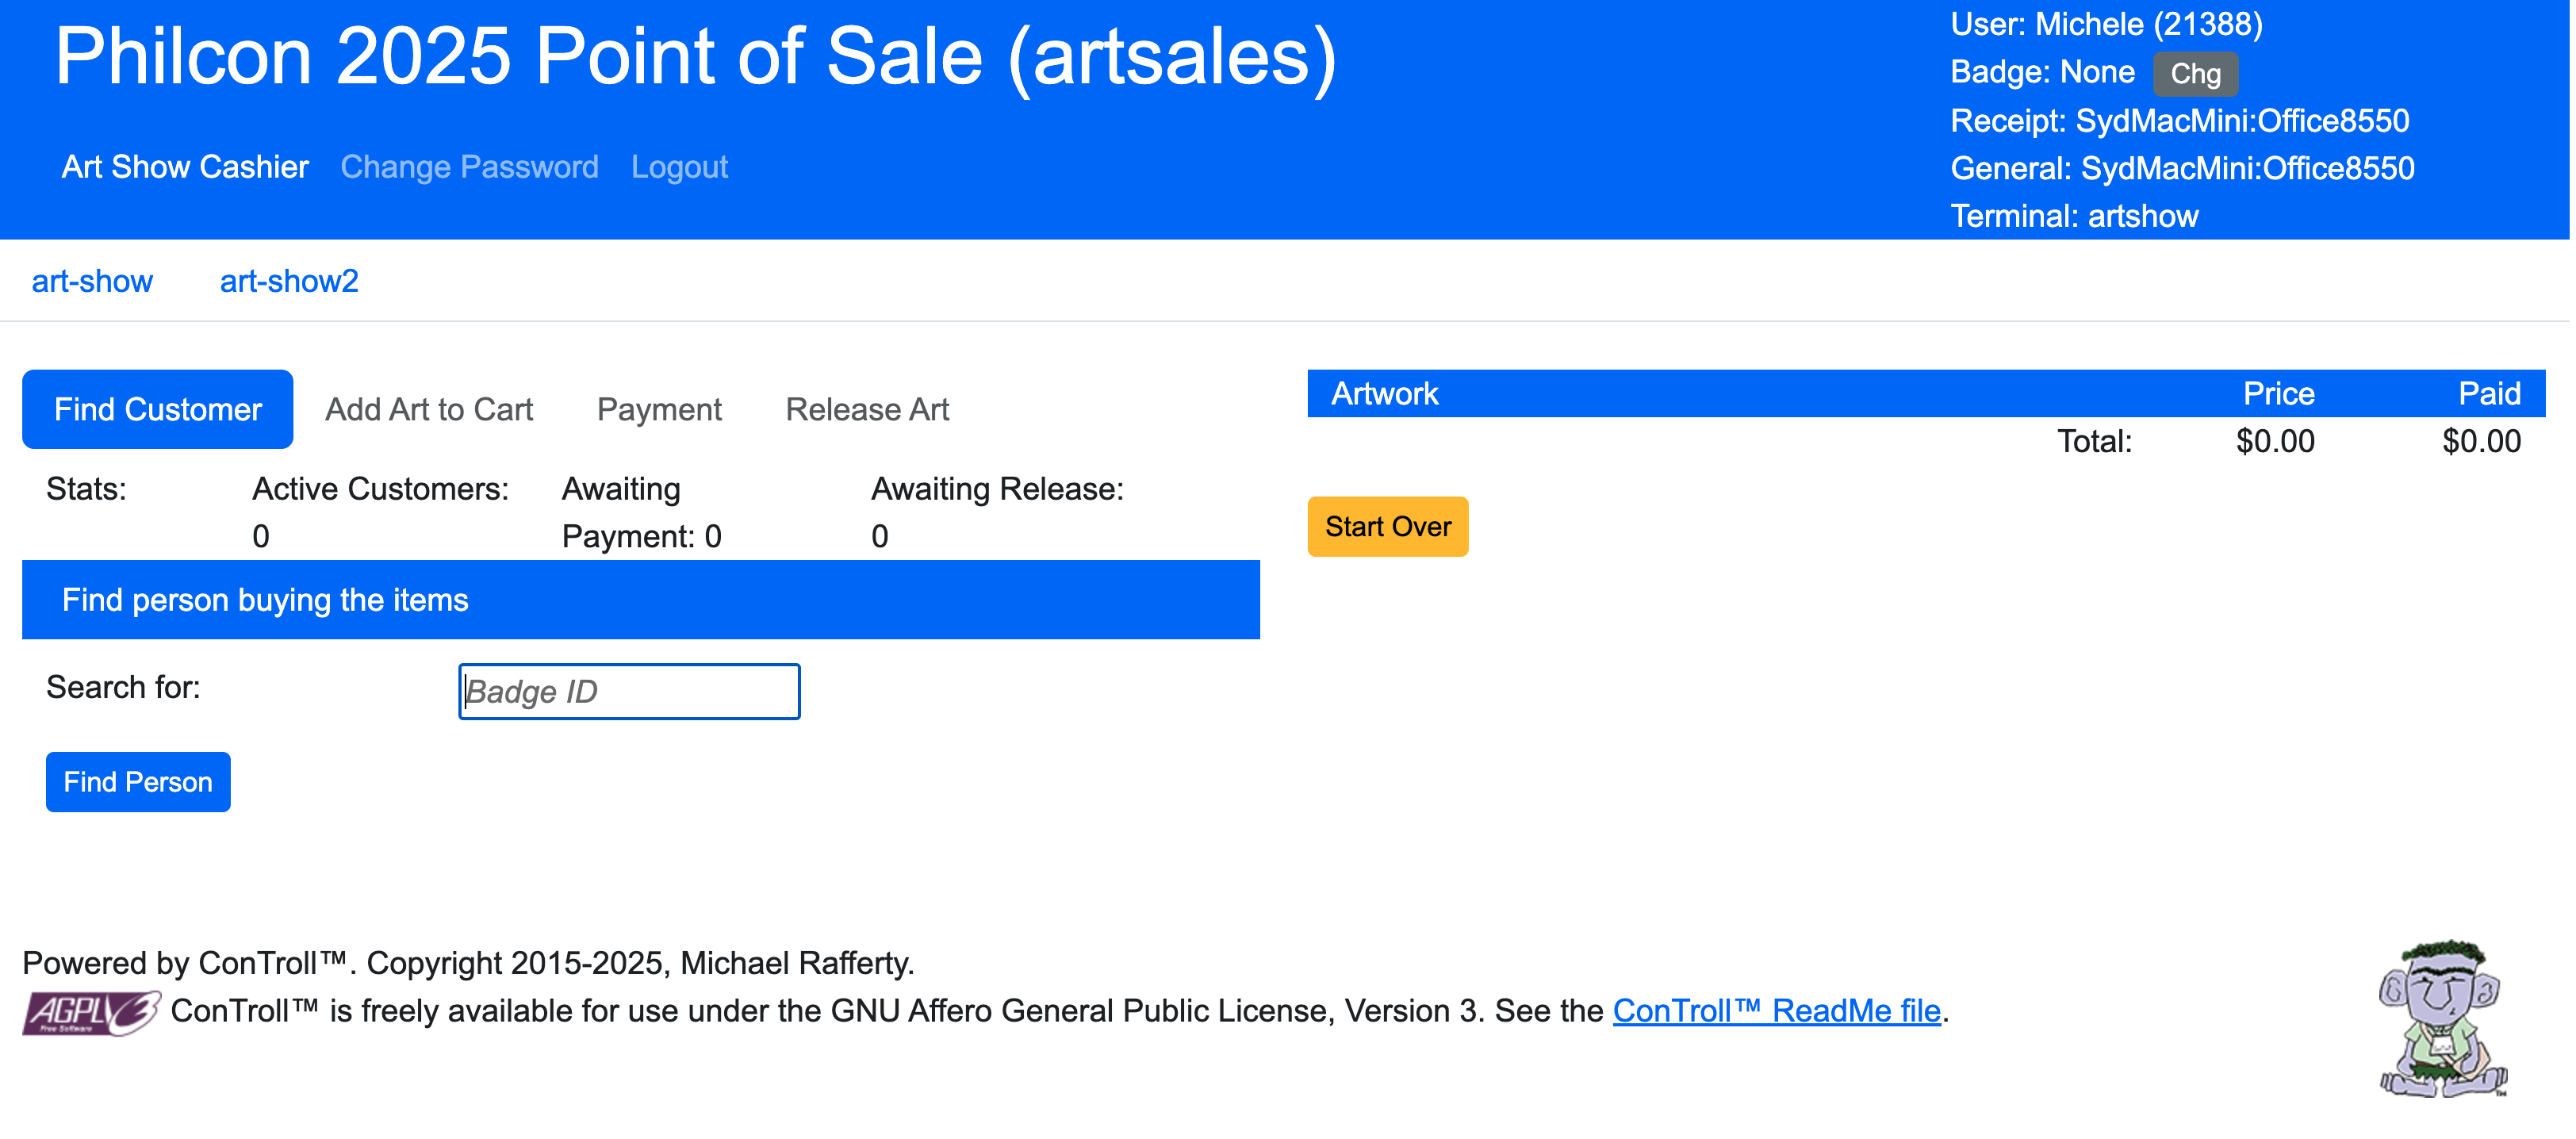 Philcon 2025 Point of Sale (artsales)
Art Show Cashier Change Password Logout
User: Michele (21388)
Badge: None Chg
Receipt: SydMacMini:Office8550
General: SydMacMini:Office8550
Terminal: artshow
art-show art-show2
Find Customer Add Art to Cart Payment Release Art
Stats: Active Customers: Awaiting Awaiting Release:
0 Payment: 0 0
Find person buying the items
Search for: Badge ID
Find Person
Artwork Price Paid
Total: $0.00 $0.00
Start Over
Powered by ConTroll™. Copyright 2015-2025, Michael Rafferty.
AGPLv3 Free Software ConTroll™ is freely available for use under the GNU Affero General Public License, Version 3. See the ConTroll™ ReadMe file.
TM